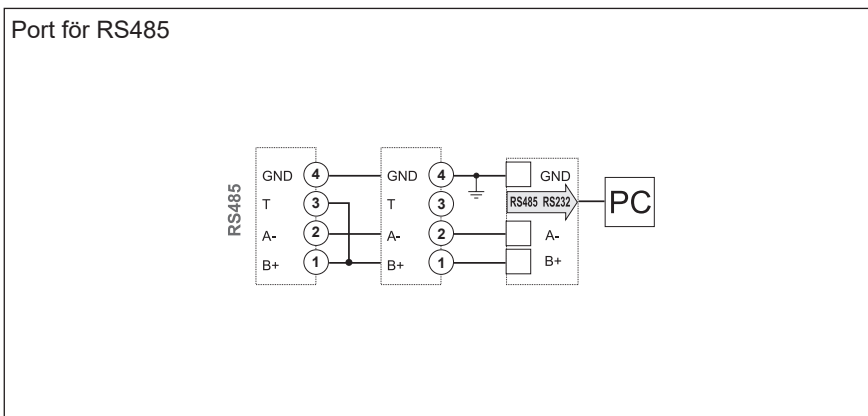 Port för RS485
RS485
GND 4 GND 4 GND
T 3 T 3 RS485 RS232 PC
A- 2 A- 2 A-
B+ 1 B+ 1 B+